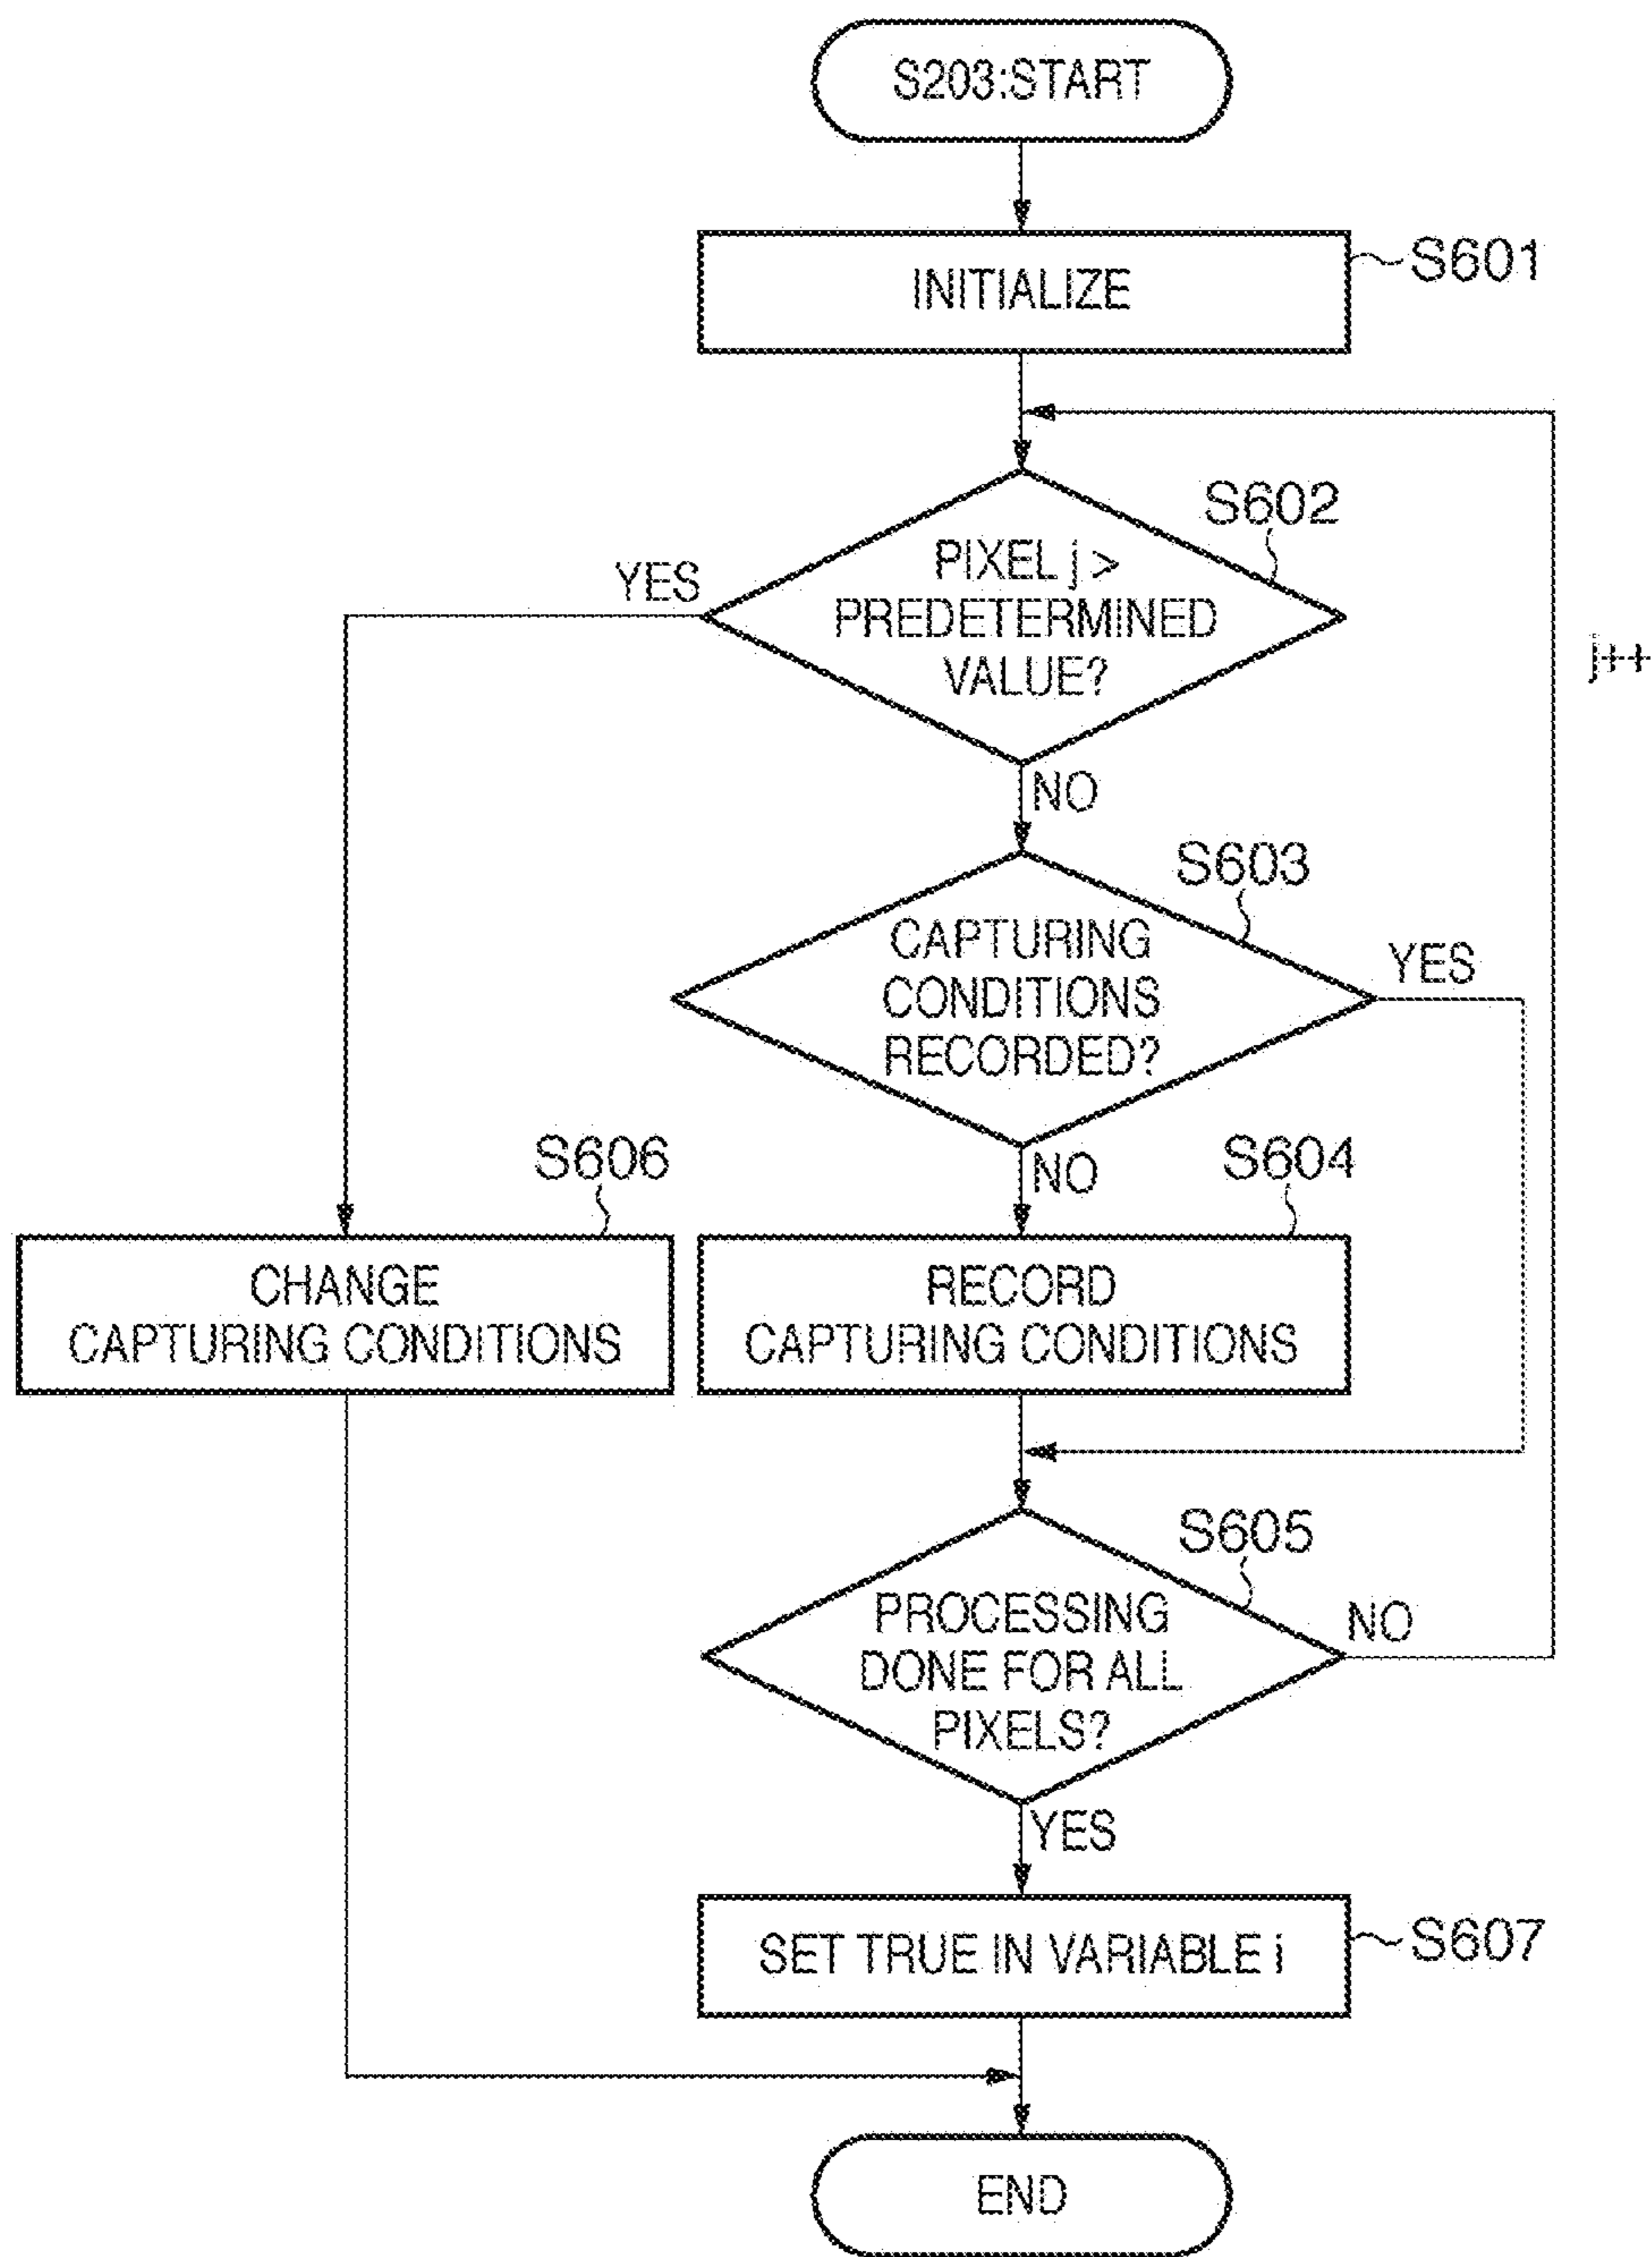 S203:START
INITIALIZE
S601
S602
PIXEL j >
PREDETERMINED
VALUE?
YES
j++
NO
S603
CAPTURING
CONDITIONS
RECORDED?
YES
NO
S606
S604
CHANGE
CAPTURING CONDITIONS
RECORD
CAPTURING CONDITIONS
S605
PROCESSING
DONE FOR ALL
PIXELS?
NO
YES
SET TRUE IN VARIABLE i
S607
END